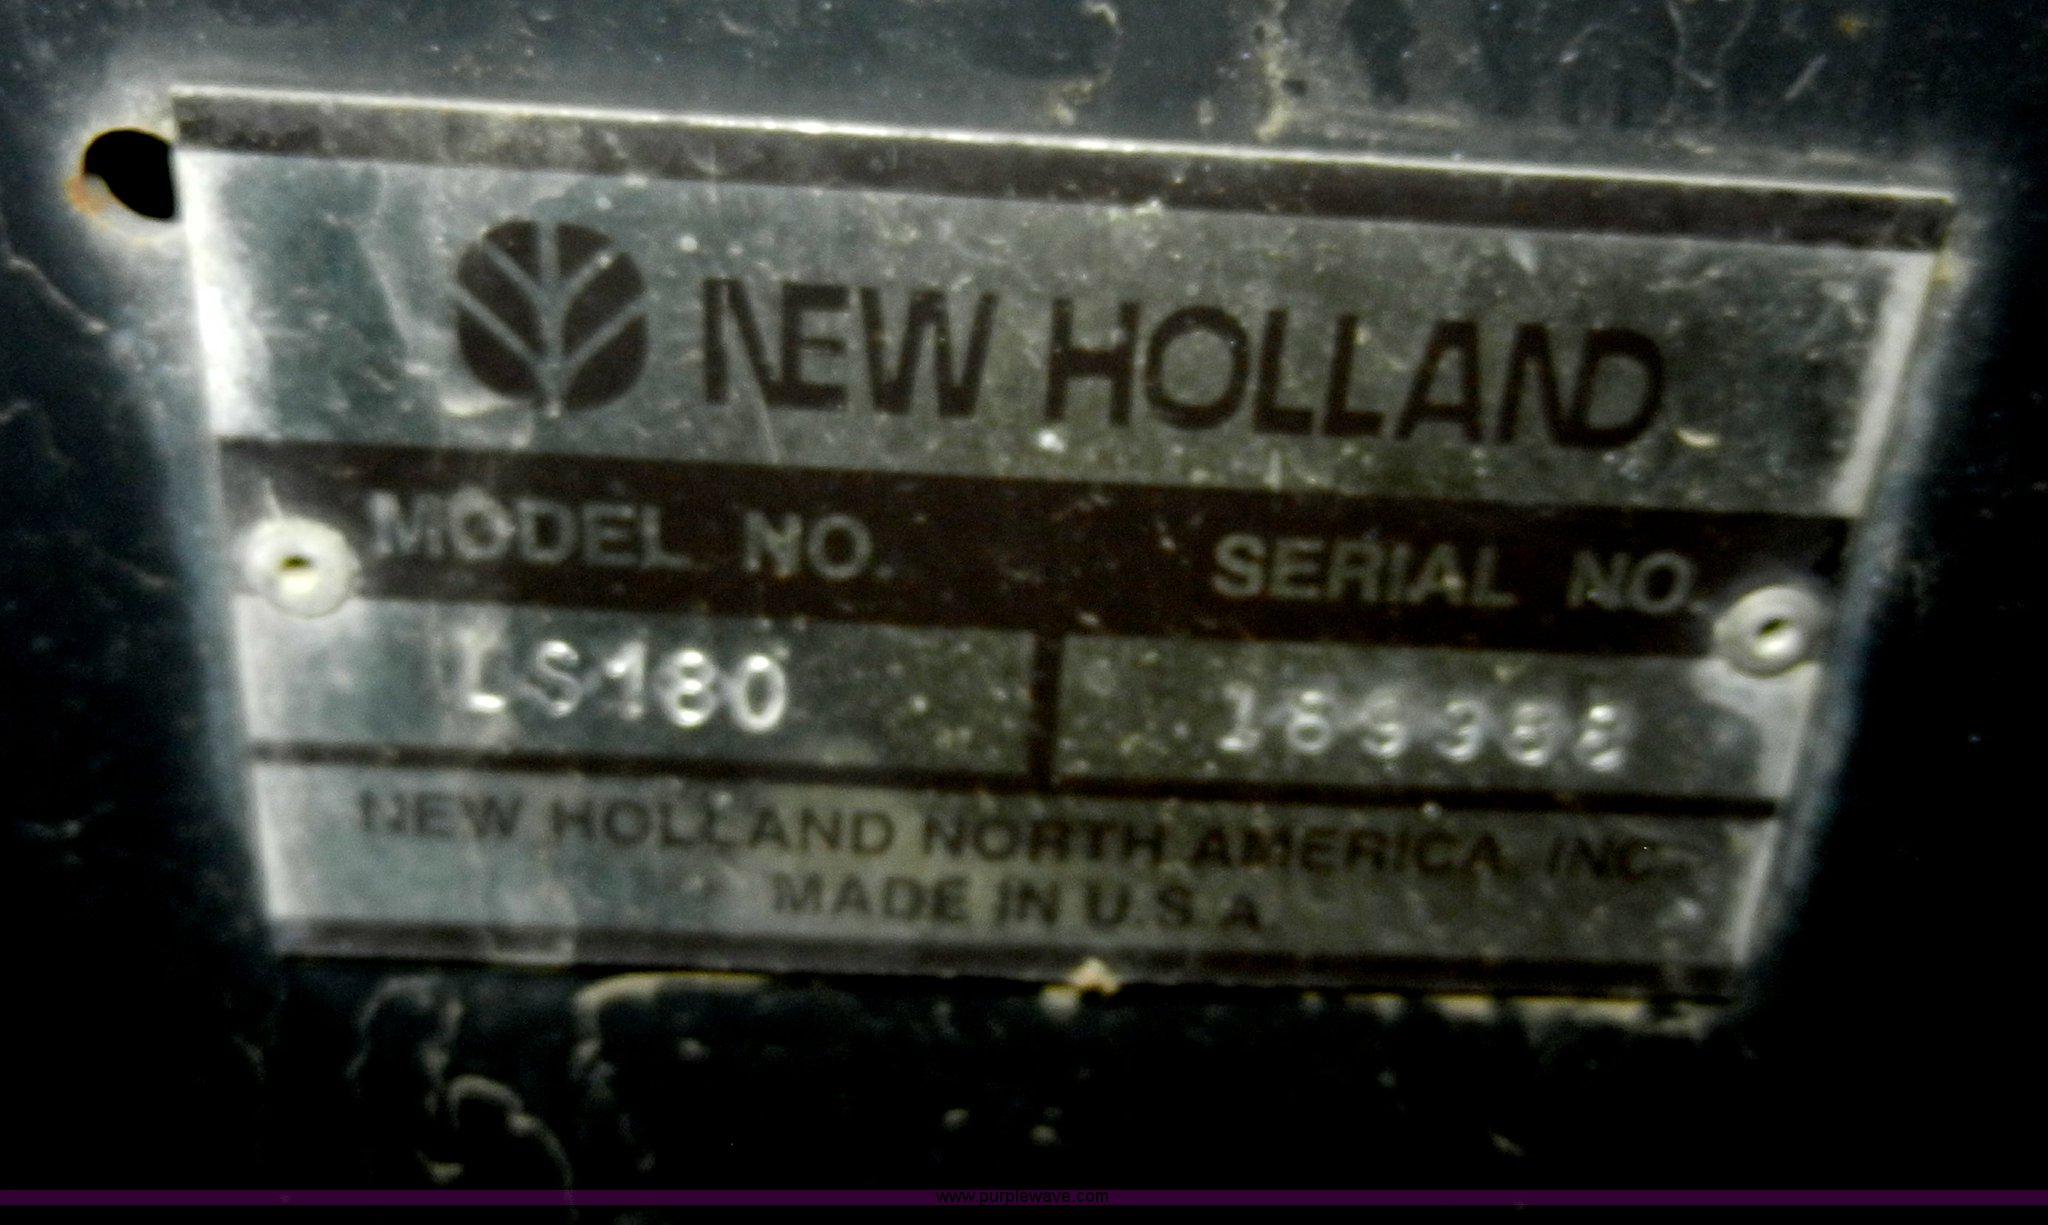 NEW HOLLAND
MODEL NO. SERIAL NO.
LS180
NEW HOLLAND NORTH AMERICA, INC.
MADE IN U.S.A.
www.purplewave.com